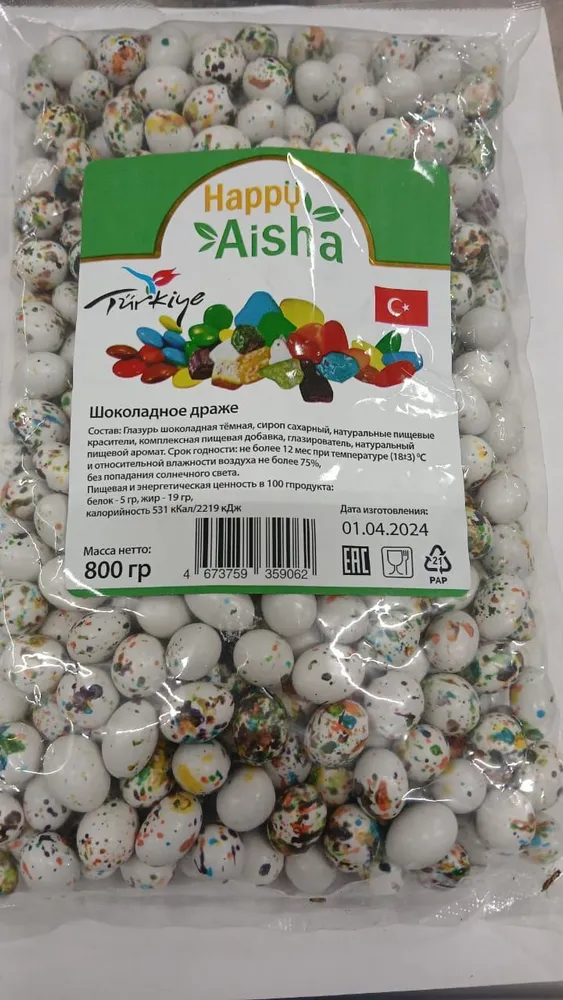 Happy
Aisha
Türkiye
Шоколадное драже
Состав: Глазурь шоколадная тёмная, сироп сахарный, натуральные пищевые
красители, комплексная пищевая добавка, глазирователь, натуральный
пищевой аромат. Срок годности: не более 12 мес при температуре (18±3) °С
и относительной влажности воздуха не более 75%,
без попадания солнечного света.
Пищевая и энергетическая ценность в 100 гпродукта:
белок - 5 гр, жир - 19 гр,
калорийность 531 кКал/2219 кДж
Масса нетто:
800 гр
4 673759 359062
Дата изготовления:
01.04.2024
EAC
21
PAP